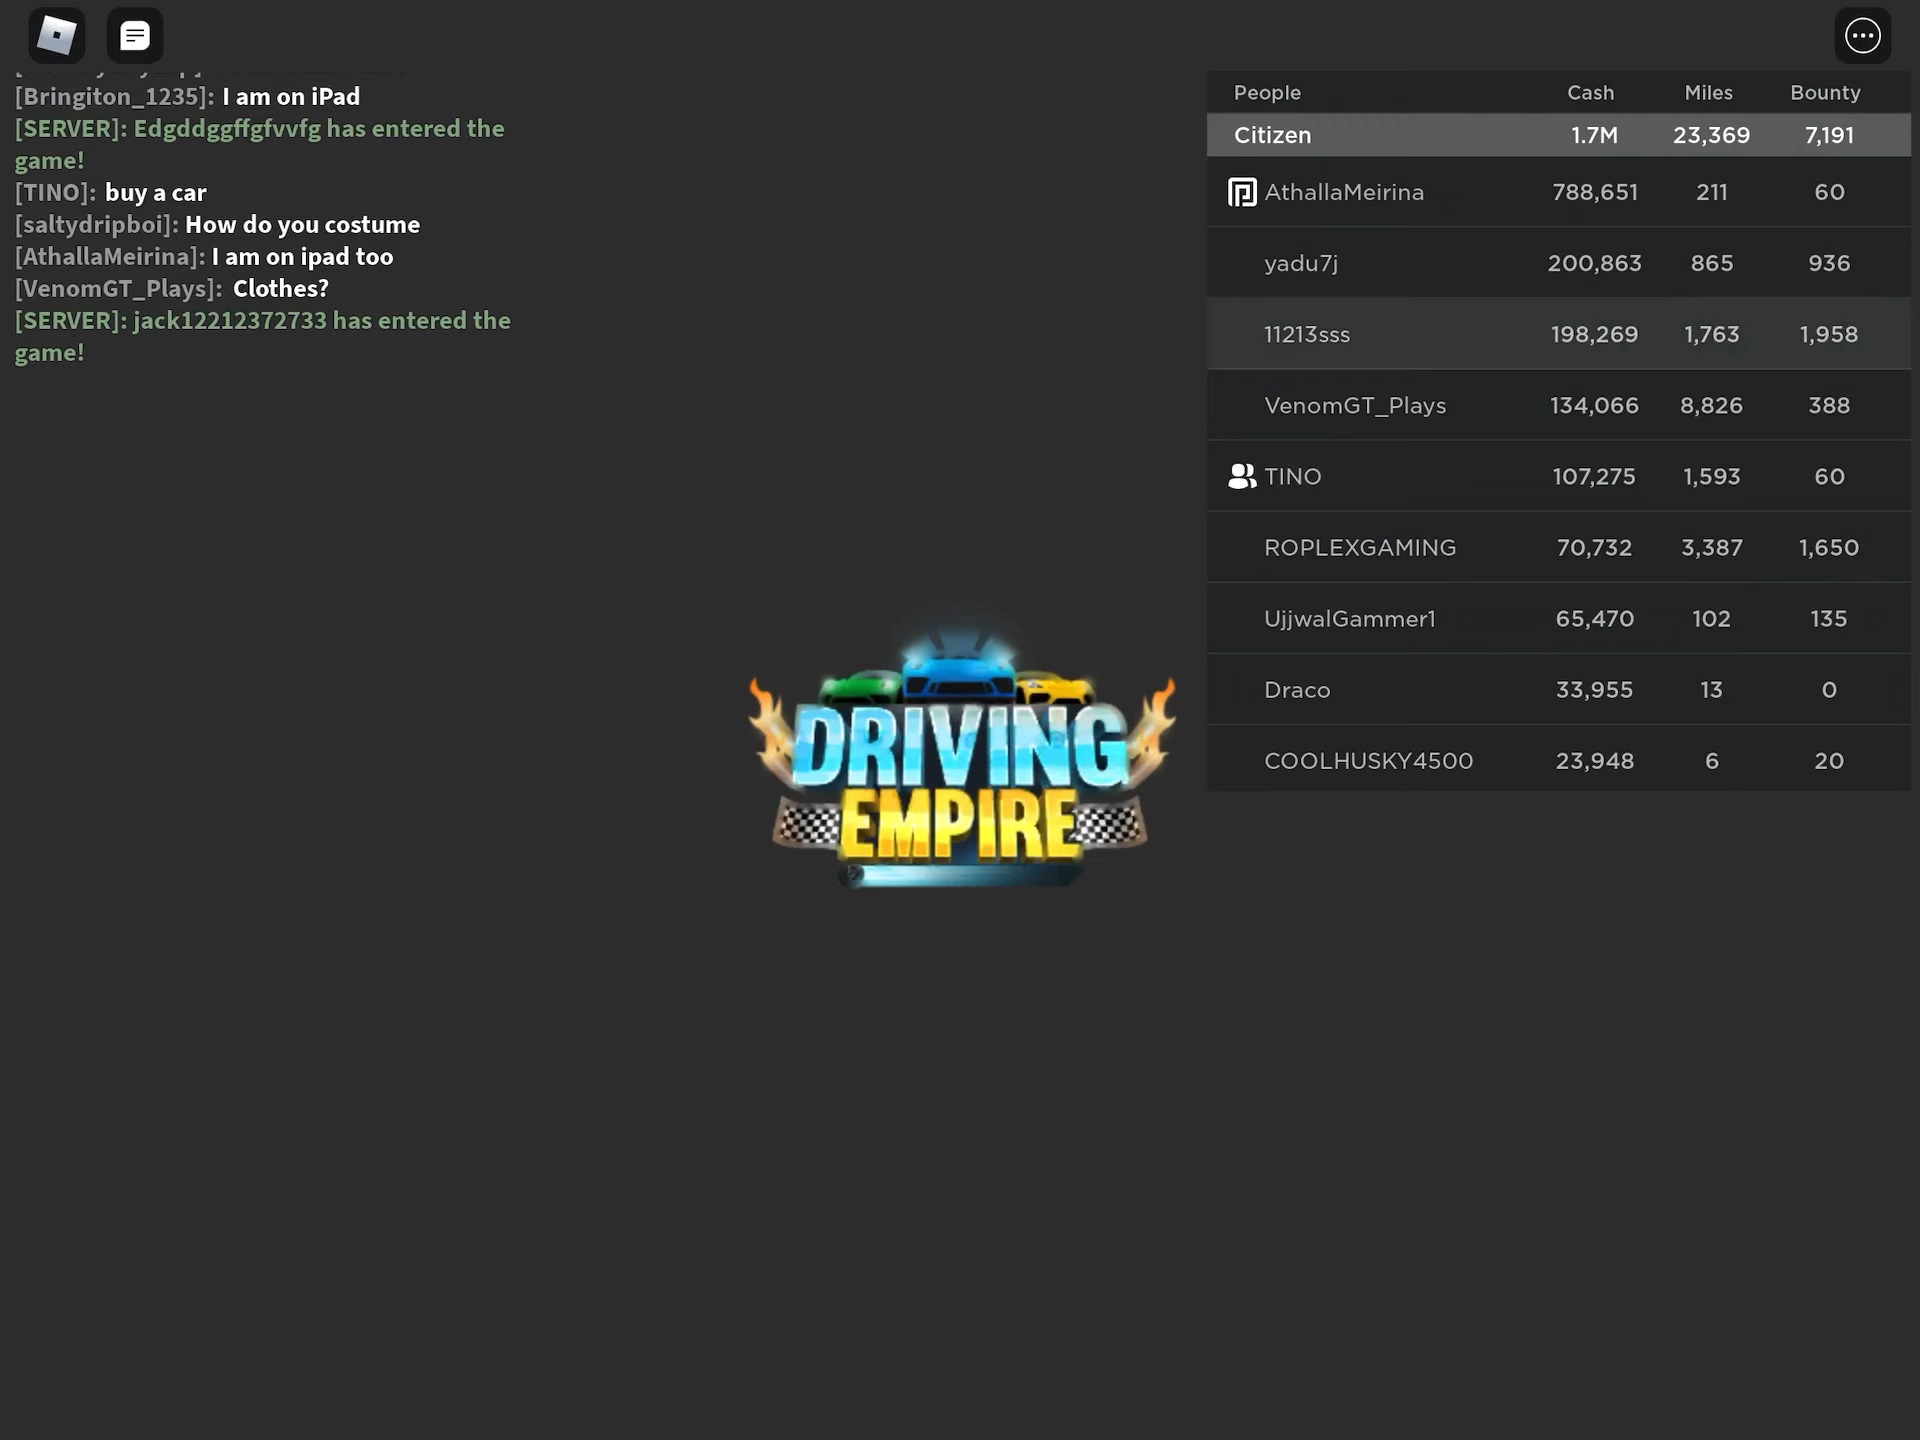 [Bringiton_1235]: I am on iPad
[SERVER]: Edgddggffgfvvfg has entered the
game!
[TINO]: buy a car
[saltydripboi]: How do you costume
[AthallaMeirina]: I am on ipad too
[VenomGT_Plays]: Clothes?
[SERVER]: jack12212372733 has entered the
game!
People Cash Miles Bounty
Citizen 1.7M 23,369 7,191
AthallaMeirina 788,651 211 60
yadu7j 200,863 865 936
11213sss 198,269 1,763 1,958
VenomGT_Plays 134,066 8,826 388
TINO 107,275 1,593 60
ROPLEXGAMING 70,732 3,387 1,650
UjjwalGammer1 65,470 102 135
Draco 33,955 13 0
COOLHUSKY4500 23,948 6 20
DRIVING
EMPIRE